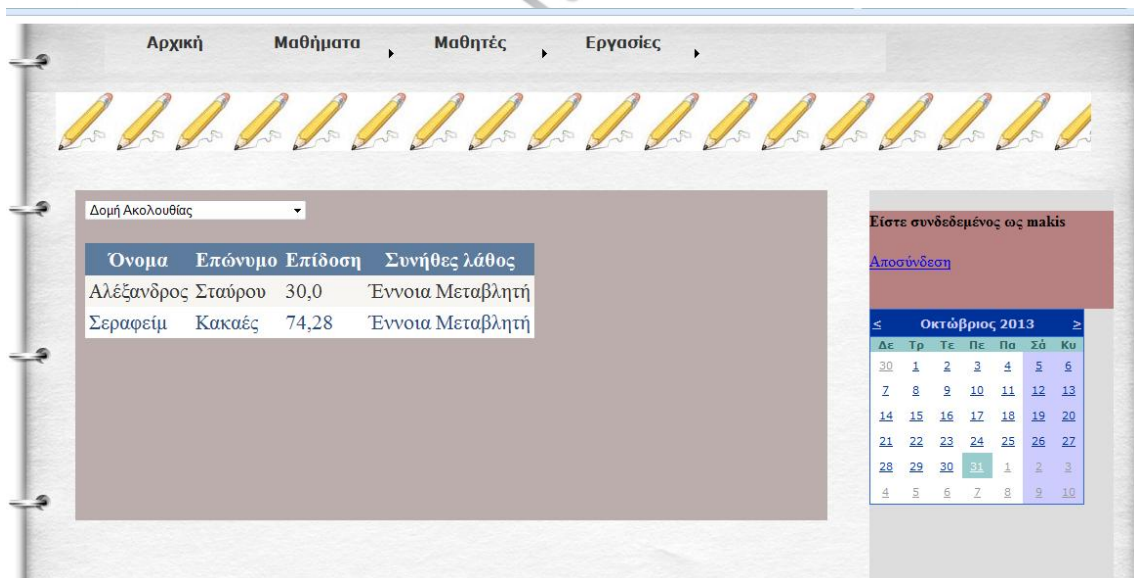 Αρχική Μαθήματα Μαθητές Εργασίες
Δομή Ακολουθίας
Όνομα Επώνυμο Επίδοση Συνήθες λάθος
Αλέξανδρος Σταύρου 30,0 Έννοια Μεταβλητή
Σεραφείμ Κακαές 74,28 Έννοια Μεταβλητή
Είστε συνδεδεμένος ως makis
Αποσύνδεση
< Οκτώβριος 2013 >
Δε Τρ Τε Πε Πα Σά Κυ
30 1 2 3 4 5 6
7 8 9 10 11 12 13
14 15 16 17 18 19 20
21 22 23 24 25 26 27
28 29 30 31 1 2 3
4 5 6 7 8 9 10